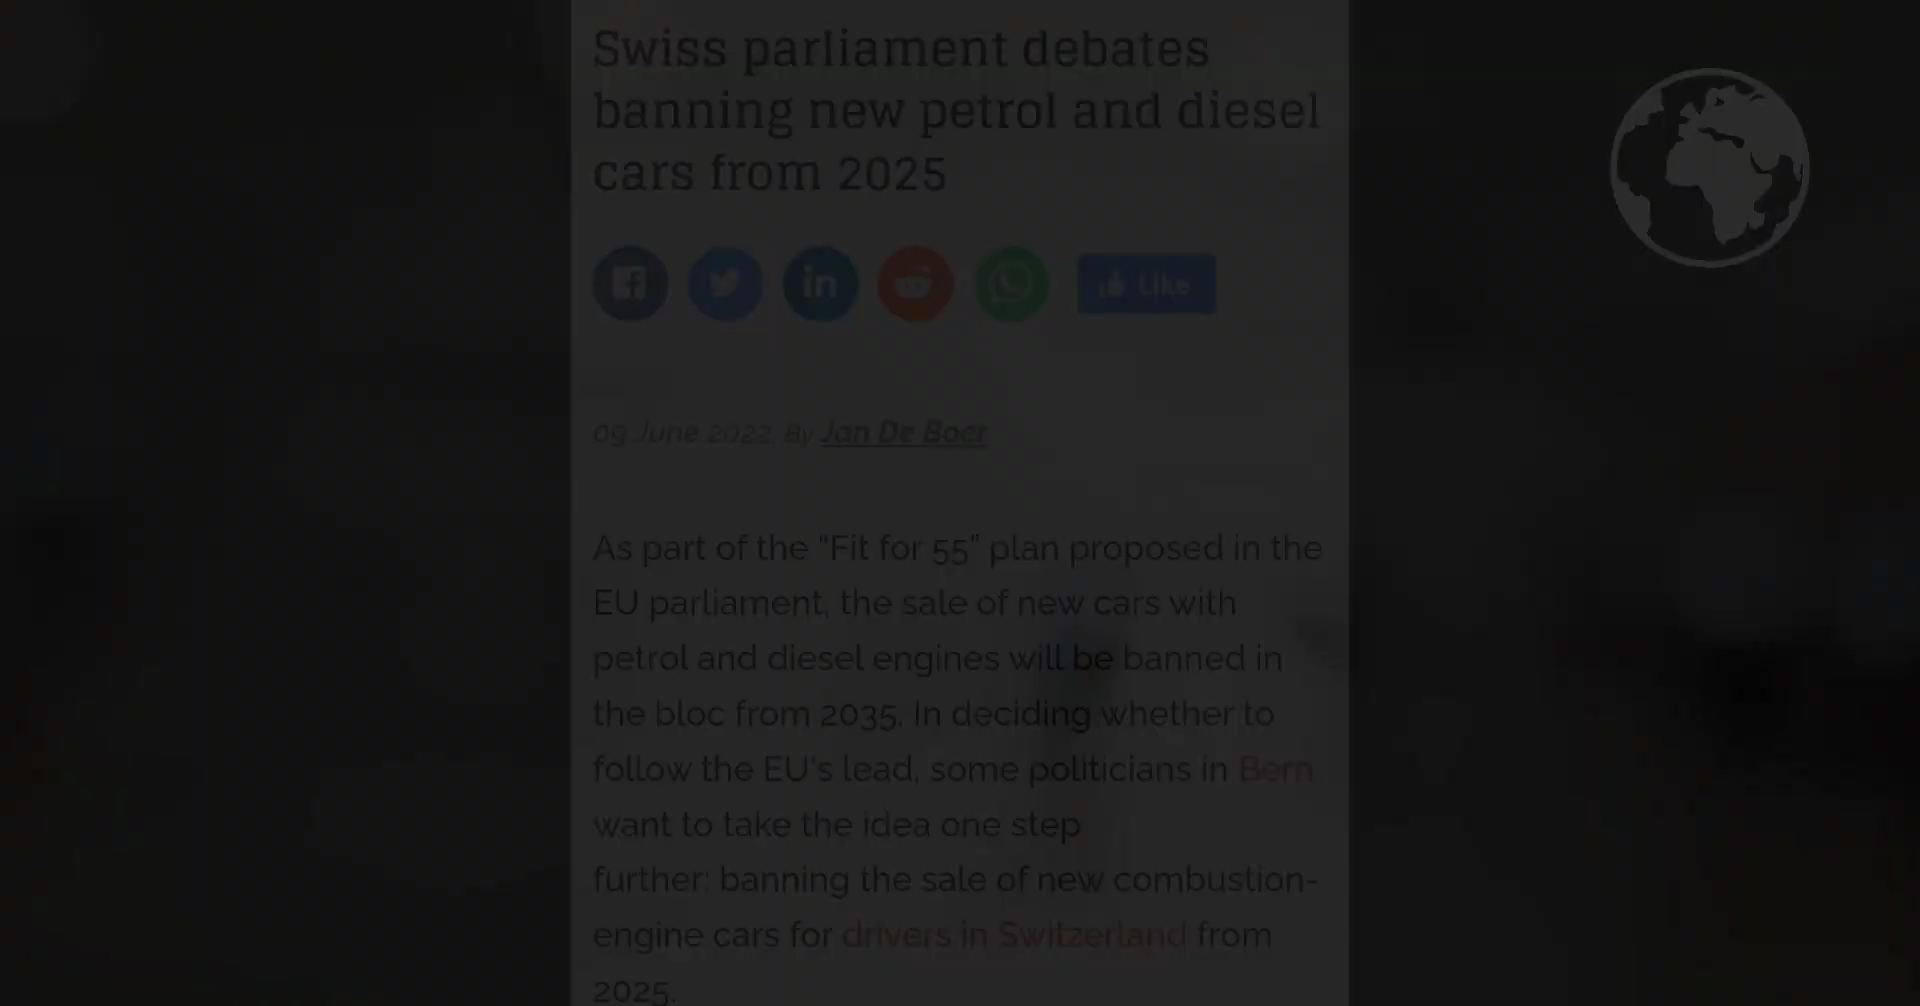 Swiss parliament debates
banning new petrol and diesel
cars from 2025
in
Like
09 June 2022, By Jan De Boer
As part of the "Fit for 55" plan proposed in the
EU parliament, the sale of new cars with
petrol and diesel engines will be banned in
the bloc from 2035. In deciding whether to
follow the EU's lead, some politicians in Bern
want to take the idea one step
further: banning the sale of new combustion-
engine cars for drivers in Switzerland from
2025.